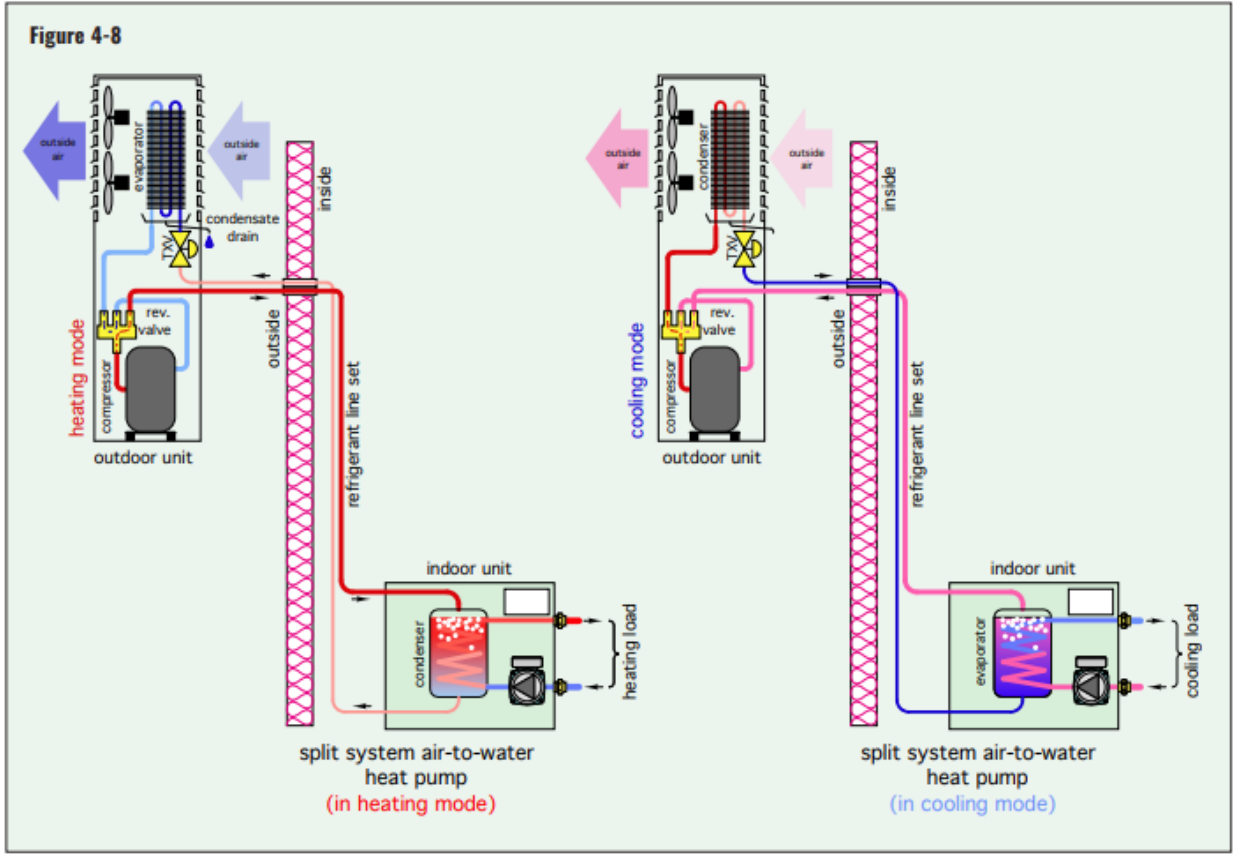 Figure 4-8
outside
air
evaporator
outside
air
inside
condensate
drain
TXV
rev.
valve
outside
heating mode
compressor
refrigerant line set
outdoor unit
indoor unit
condenser
heating load
split system air-to-water
heat pump
(in heating mode)
outside
air
condenser
outside
air
inside
TXV
rev.
valve
outside
cooling mode
compressor
refrigerant line set
outdoor unit
indoor unit
evaporator
cooling load
split system air-to-water
heat pump
(in cooling mode)